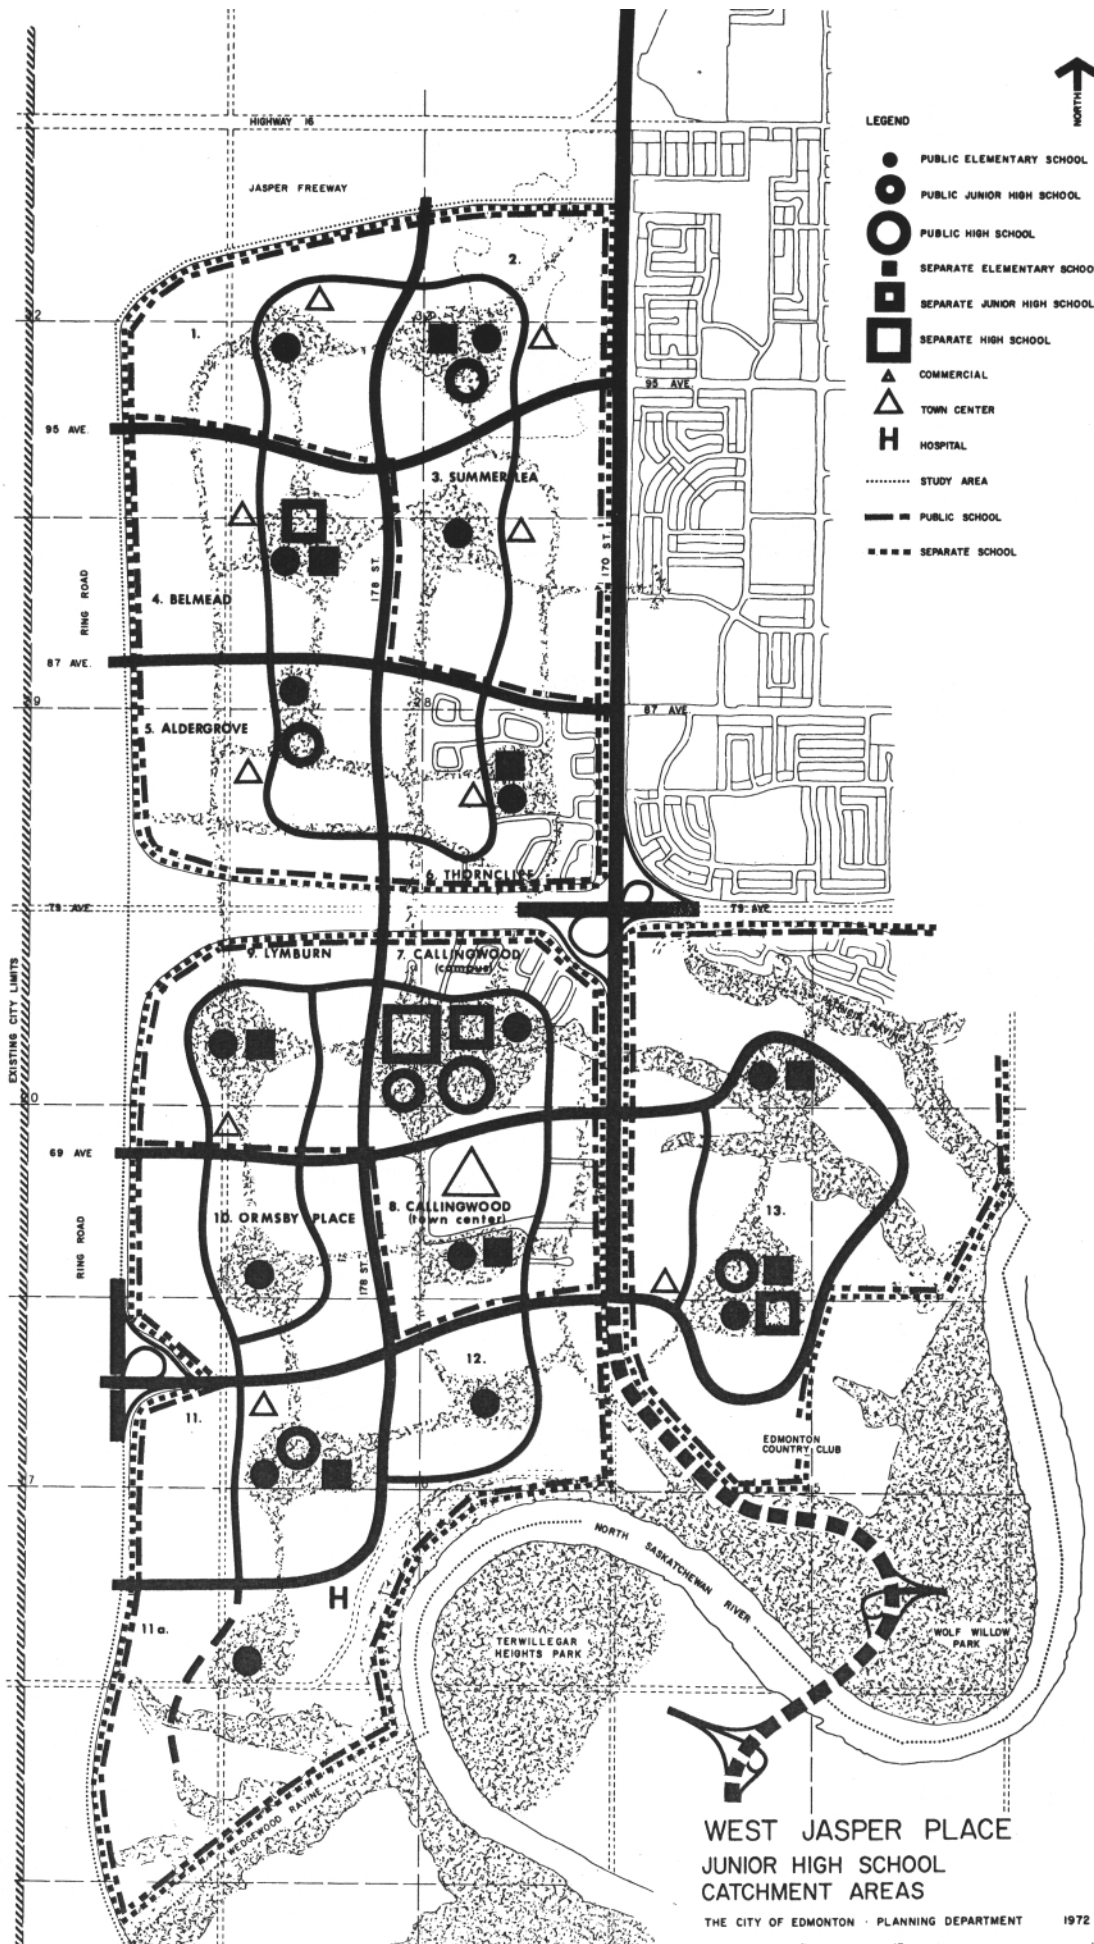 NORTH
LEGEND
PUBLIC ELEMENTARY SCHOOL
PUBLIC JUNIOR HIGH SCHOOL
PUBLIC HIGH SCHOOL
SEPARATE ELEMENTARY SCHOO
SEPARATE JUNIOR HIGH SCHOOL
SEPARATE HIGH SCHOOL
COMMERCIAL
TOWN CENTER
H HOSPITAL
STUDY AREA
PUBLIC SCHOOL
SEPARATE SCHOOL
HIGHWAY 16
JASPER FREEWAY
2.
1.
95 AVE.
95 AVE.
3. SUMMERLEA
178 ST.
170 ST.
RING ROAD
4. BELMEAD
87 AVE.
87 AVE.
5. ALDERGROVE
6. THORNCLIFF
79 AVE.
79 AVE
9. LYMBURN
7. CALLINGWOOD
(campus)
EXISTING CITY LIMITS
69 AVE
8. CALLINGWOOD
(town center)
10. ORMSBY PLACE
13.
RING ROAD
178 ST.
12.
11.
EDMONTON
COUNTRY CLUB
NORTH SASKATCHEWAN RIVER
H
11a.
TERWILLEGAR
HEIGHTS PARK
WOLF WILLOW
PARK
WEDGEWOOD RAVINE
WEST JASPER PLACE
JUNIOR HIGH SCHOOL
CATCHMENT AREAS
THE CITY OF EDMONTON · PLANNING DEPARTMENT 1972